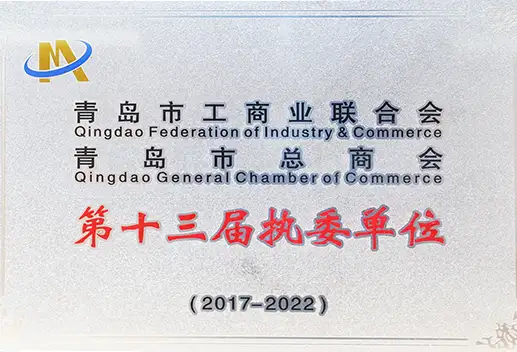 青岛市工商业联合会
Qingdao Federation of Industry & Commerce
青岛市总商会
Qingdao General Chamber of Commerce
第十三届执委单位
(2017-2022)